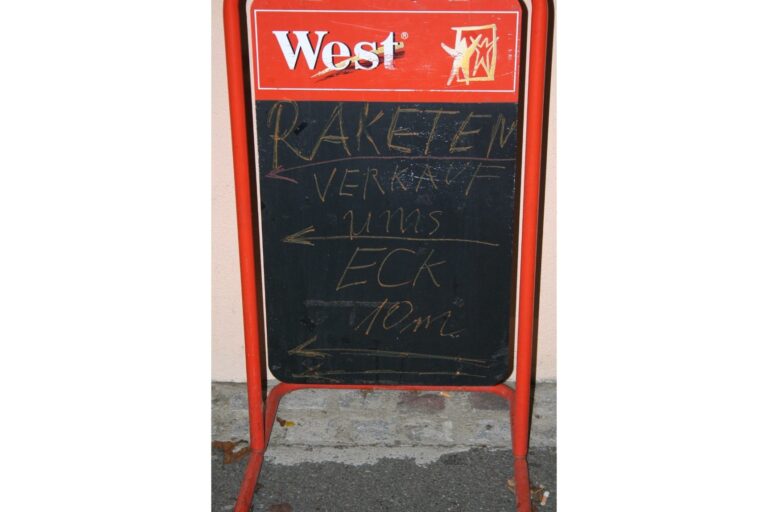 West®
RAKETEN
VERKAUF
ums
ECK
10m